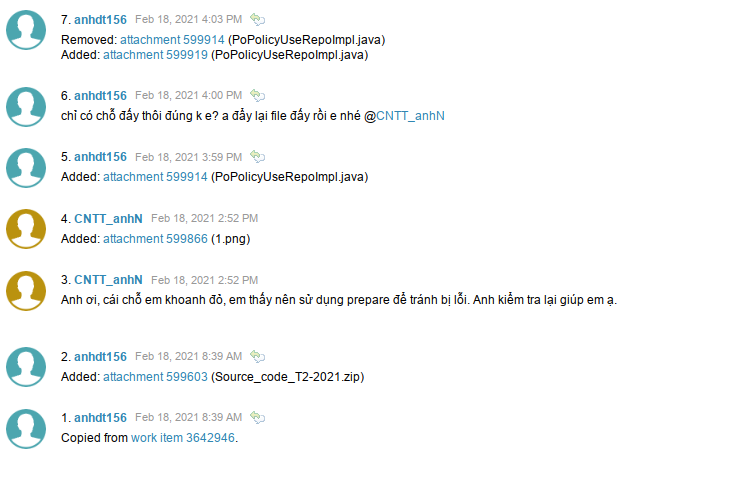 7. anhdt156 Feb 18, 2021 4:03 PM
Removed: attachment 599914 (PoPolicyUseRepoImpl.java)
Added: attachment 599919 (PoPolicyUseRepoImpl.java)
6. anhdt156 Feb 18, 2021 4:00 PM
chỉ có chỗ đấy thôi đúng k e? a đẩy lại file đấy rồi e nhé @CNTT_anhN
5. anhdt156 Feb 18, 2021 3:59 PM
Added: attachment 599914 (PoPolicyUseRepoImpl.java)
4. CNTT_anhN Feb 18, 2021 2:52 PM
Added: attachment 599866 (1.png)
3. CNTT_anhN Feb 18, 2021 2:52 PM
Anh ơi, cái chỗ em khoanh đỏ, em thấy nên sử dụng prepare để tránh bị lỗi. Anh kiểm tra lại giúp em ạ.
2. anhdt156 Feb 18, 2021 8:39 AM
Added: attachment 599603 (Source_code_T2-2021.zip)
1. anhdt156 Feb 18, 2021 8:39 AM
Copied from work item 3642946.